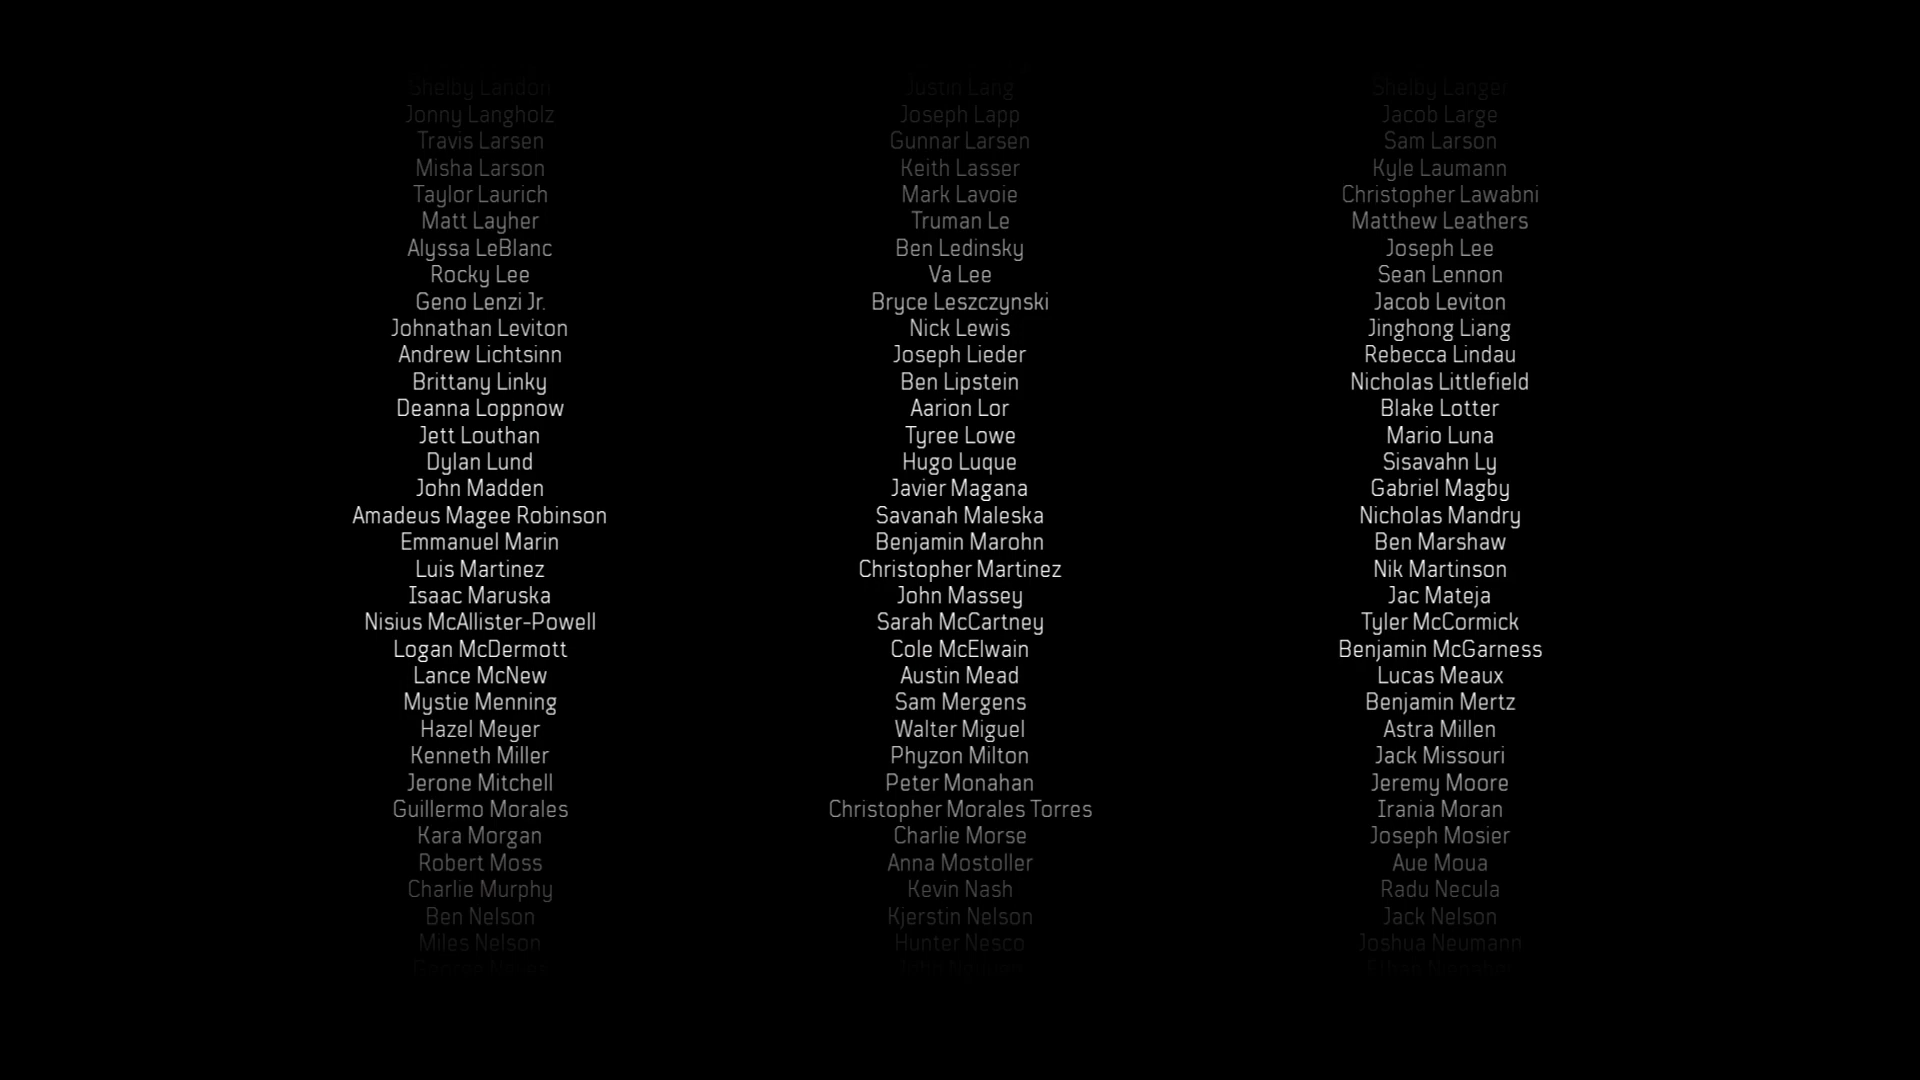 Shelby Landon Justin Lang Shelby Langer
Jonny Langholz Joseph Lapp Jacob Large
Travis Larsen Gunnar Larsen Sam Larson
Misha Larson Keith Lasser Kyle Laumann
Taylor Laurich Mark Lavoie Christopher Lawabni
Matt Layher Truman Le Matthew Leathers
Alyssa LeBlanc Ben Ledinsky Joseph Lee
Rocky Lee Va Lee Sean Lennon
Geno Lenzi Jr. Bryce Leszczynski Jacob Leviton
Johnathan Leviton Nick Lewis Jinghong Liang
Andrew Lichtsinn Joseph Lieder Rebecca Lindau
Brittany Linky Ben Lipstein Nicholas Littlefield
Deanna Loppnow Aarion Lor Blake Lotter
Jett Louthan Tyree Lowe Mario Luna
Dylan Lund Hugo Luque Sisavahn Ly
John Madden Javier Magana Gabriel Magby
Amadeus Magee Robinson Savanah Maleska Nicholas Mandry
Emmanuel Marin Benjamin Marohn Ben Marshaw
Luis Martinez Christopher Martinez Nik Martinson
Isaac Maruska John Massey Jac Mateja
Nisius McAllister-Powell Sarah McCartney Tyler McCormick
Logan McDermott Cole McElwain Benjamin McGarness
Lance McNew Austin Mead Lucas Meaux
Mystie Menning Sam Mergens Benjamin Mertz
Hazel Meyer Walter Miguel Astra Millen
Kenneth Miller Phyzon Milton Jack Missouri
Jerone Mitchell Peter Monahan Jeremy Moore
Guillermo Morales Christopher Morales Torres Irania Moran
Kara Morgan Charlie Morse Joseph Mosier
Robert Moss Anna Mostoller Aue Moua
Charlie Murphy Kevin Nash Radu Necula
Ben Nelson Kjerstin Nelson Jack Nelson
Miles Nelson Hunter Nesco Joshua Neumann
George John Nguyen Ethan